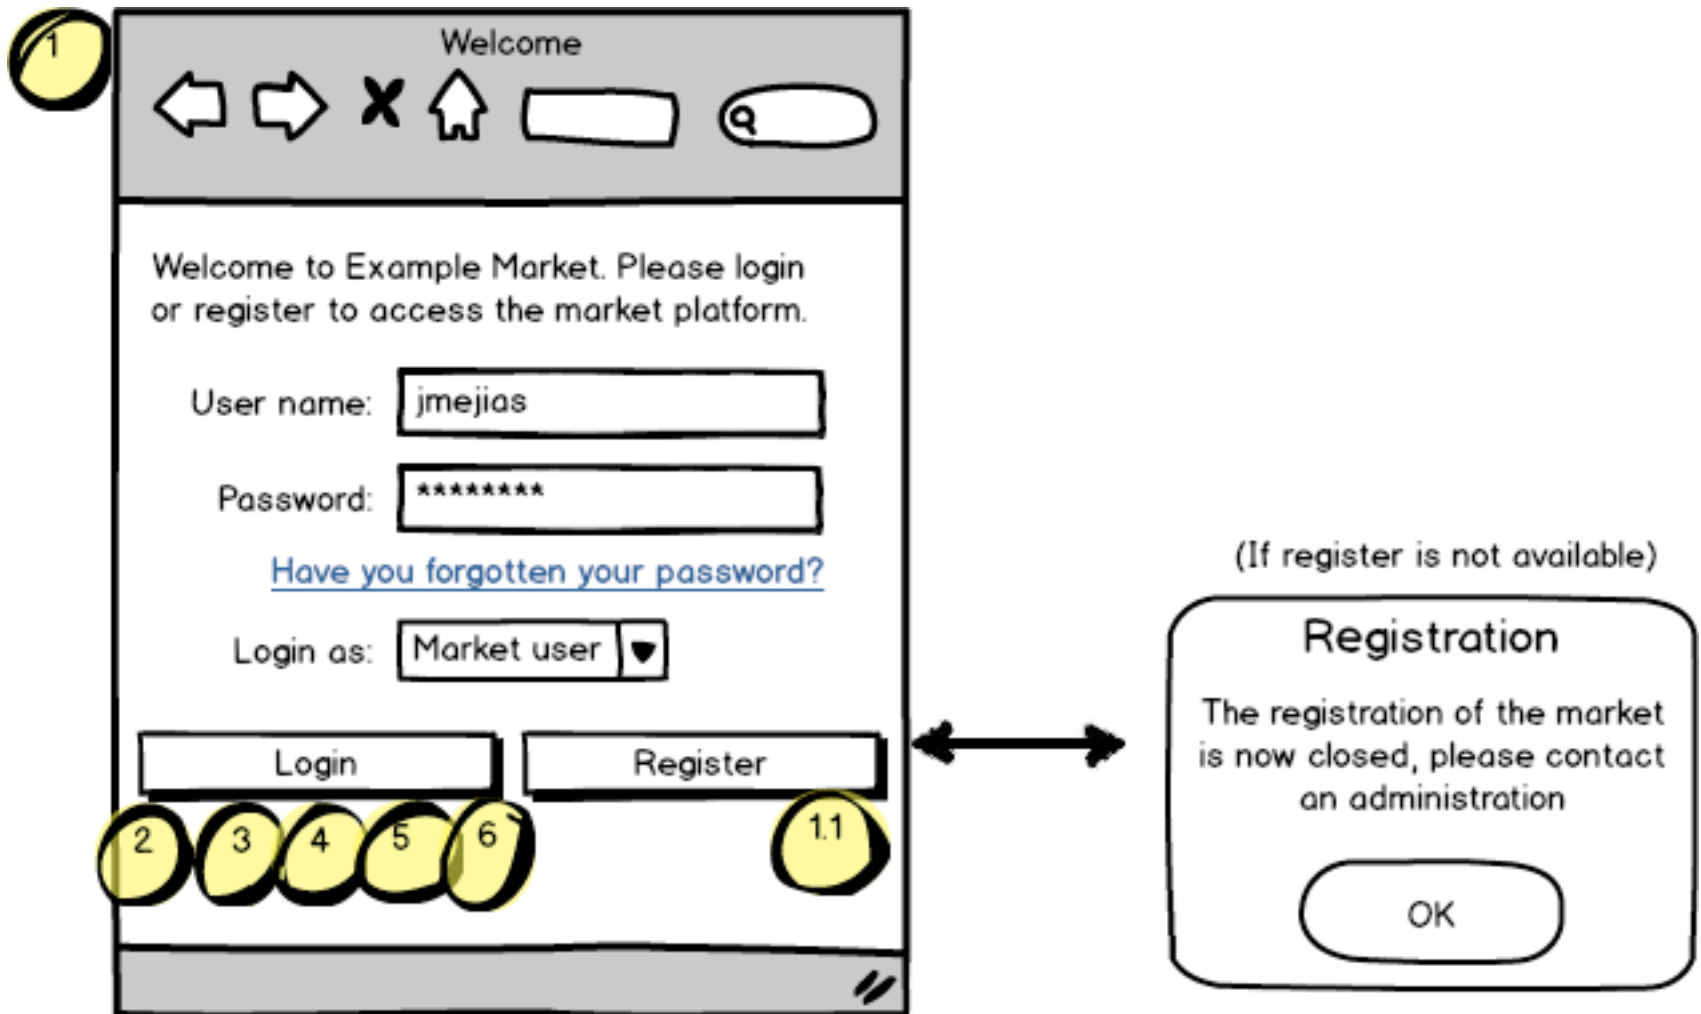 1
Welcome
Welcome to Example Market. Please login
or register to access the market platform.
User name: jmejias
Password: ********
Have you forgotten your password?
Login as: Market user
Login Register
2 3 4 5 6 1.1
(If register is not available)
Registration
The registration of the market
is now closed, please contact
an administration
OK